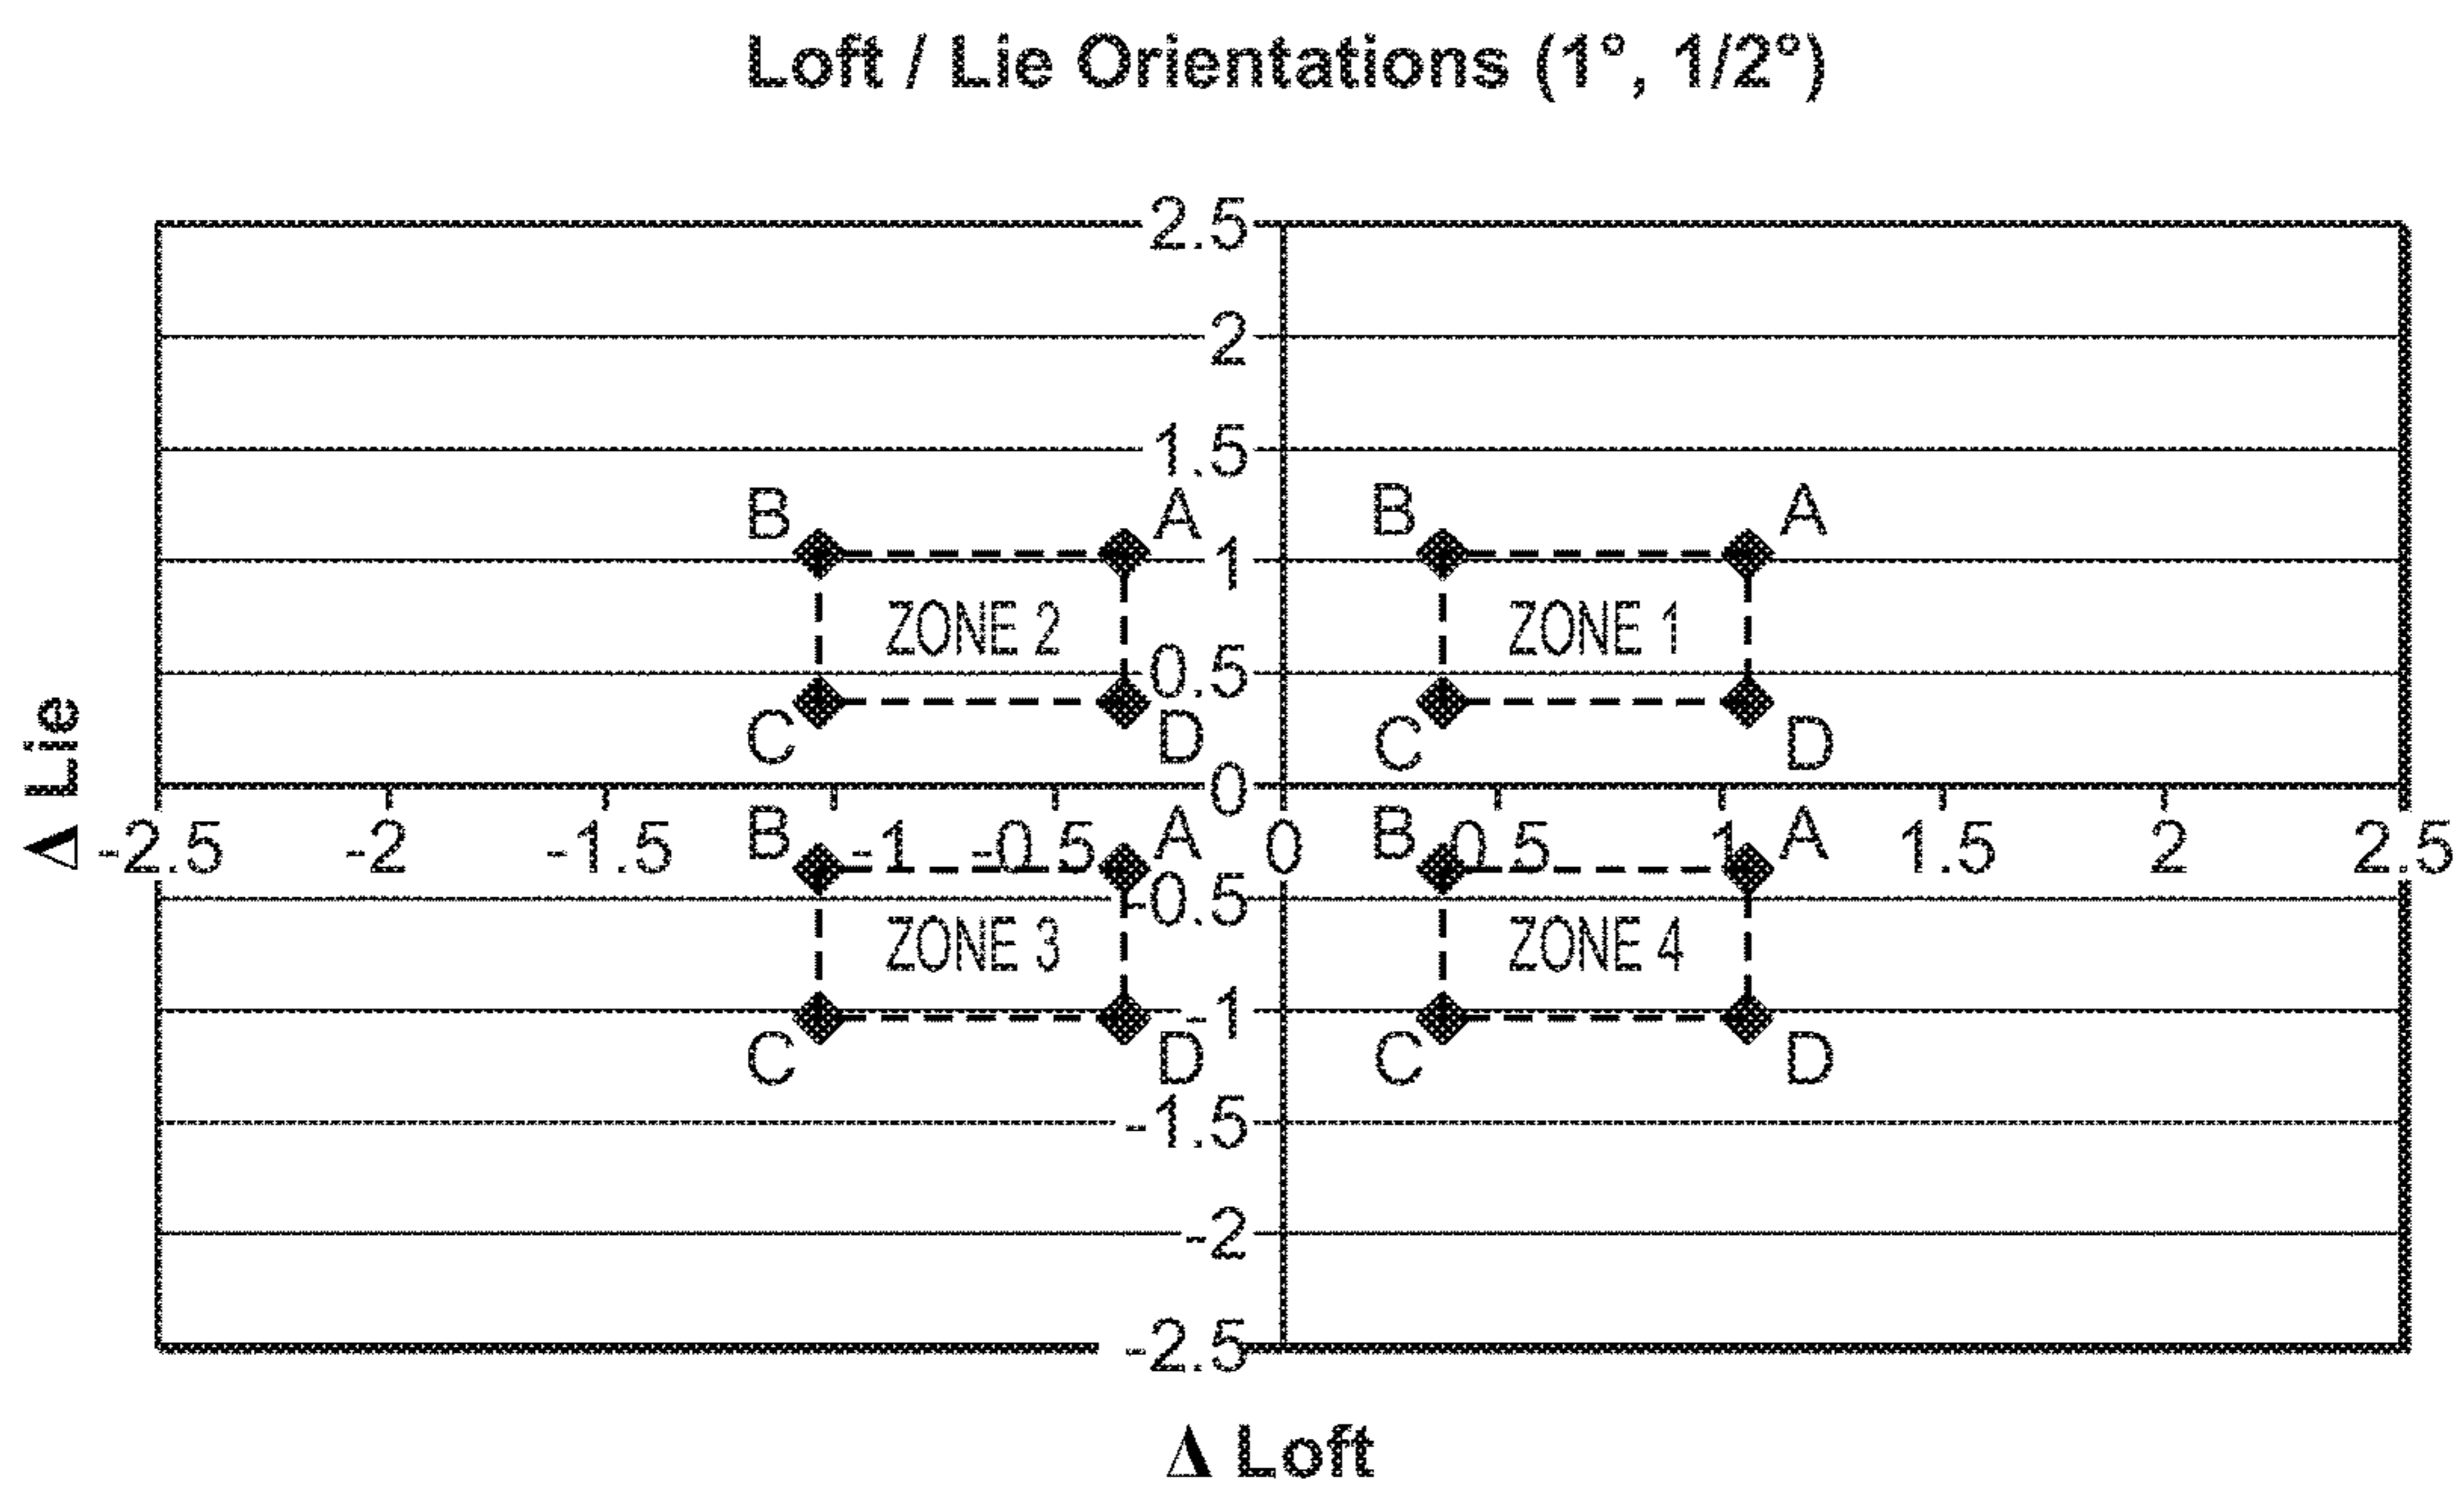 Loft / Lie Orientations (1°, 1/2°)
2.5
2
1.5
B A B A
1
ZONE 2 ZONE 1
0.5
C D C D
0
-2.5 -2 -1.5 -1 -0.5 0 0.5 1 1.5 2 2.5
B A B A
-0.5
ZONE 3 ZONE 4
-1
C D C D
-1.5
-2
-2.5
Δ Lie
Δ Loft